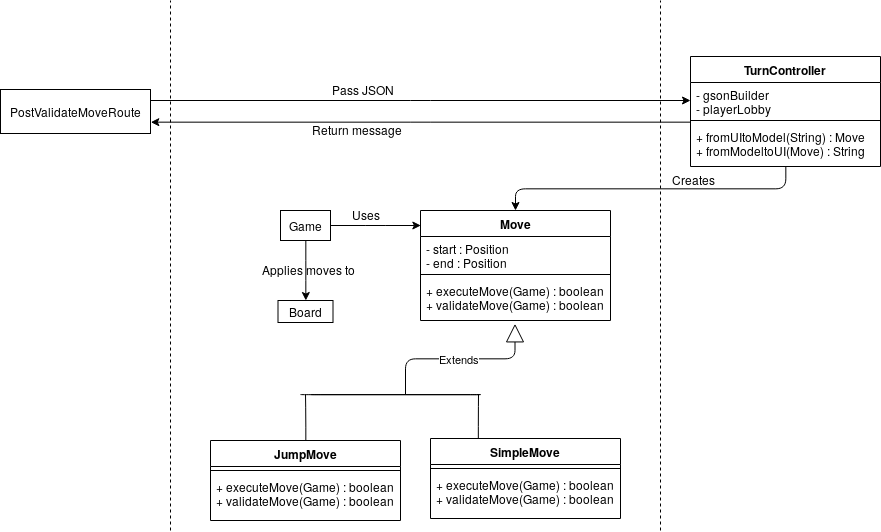 TurnController
- gsonBuilder
- playerLobby
+ fromUItoModel(String) : Move
+ fromModeltoUI(Move) : String
Pass JSON
PostValidateMoveRoute
Return message
Creates
Game
Uses
Move
- start : Position
- end : Position
+ executeMove(Game) : boolean
+ validateMove(Game) : boolean
Applies moves to
Board
Extends
JumpMove
+ executeMove(Game) : boolean
+ validateMove(Game) : boolean
SimpleMove
+ executeMove(Game) : boolean
+ validateMove(Game) : boolean